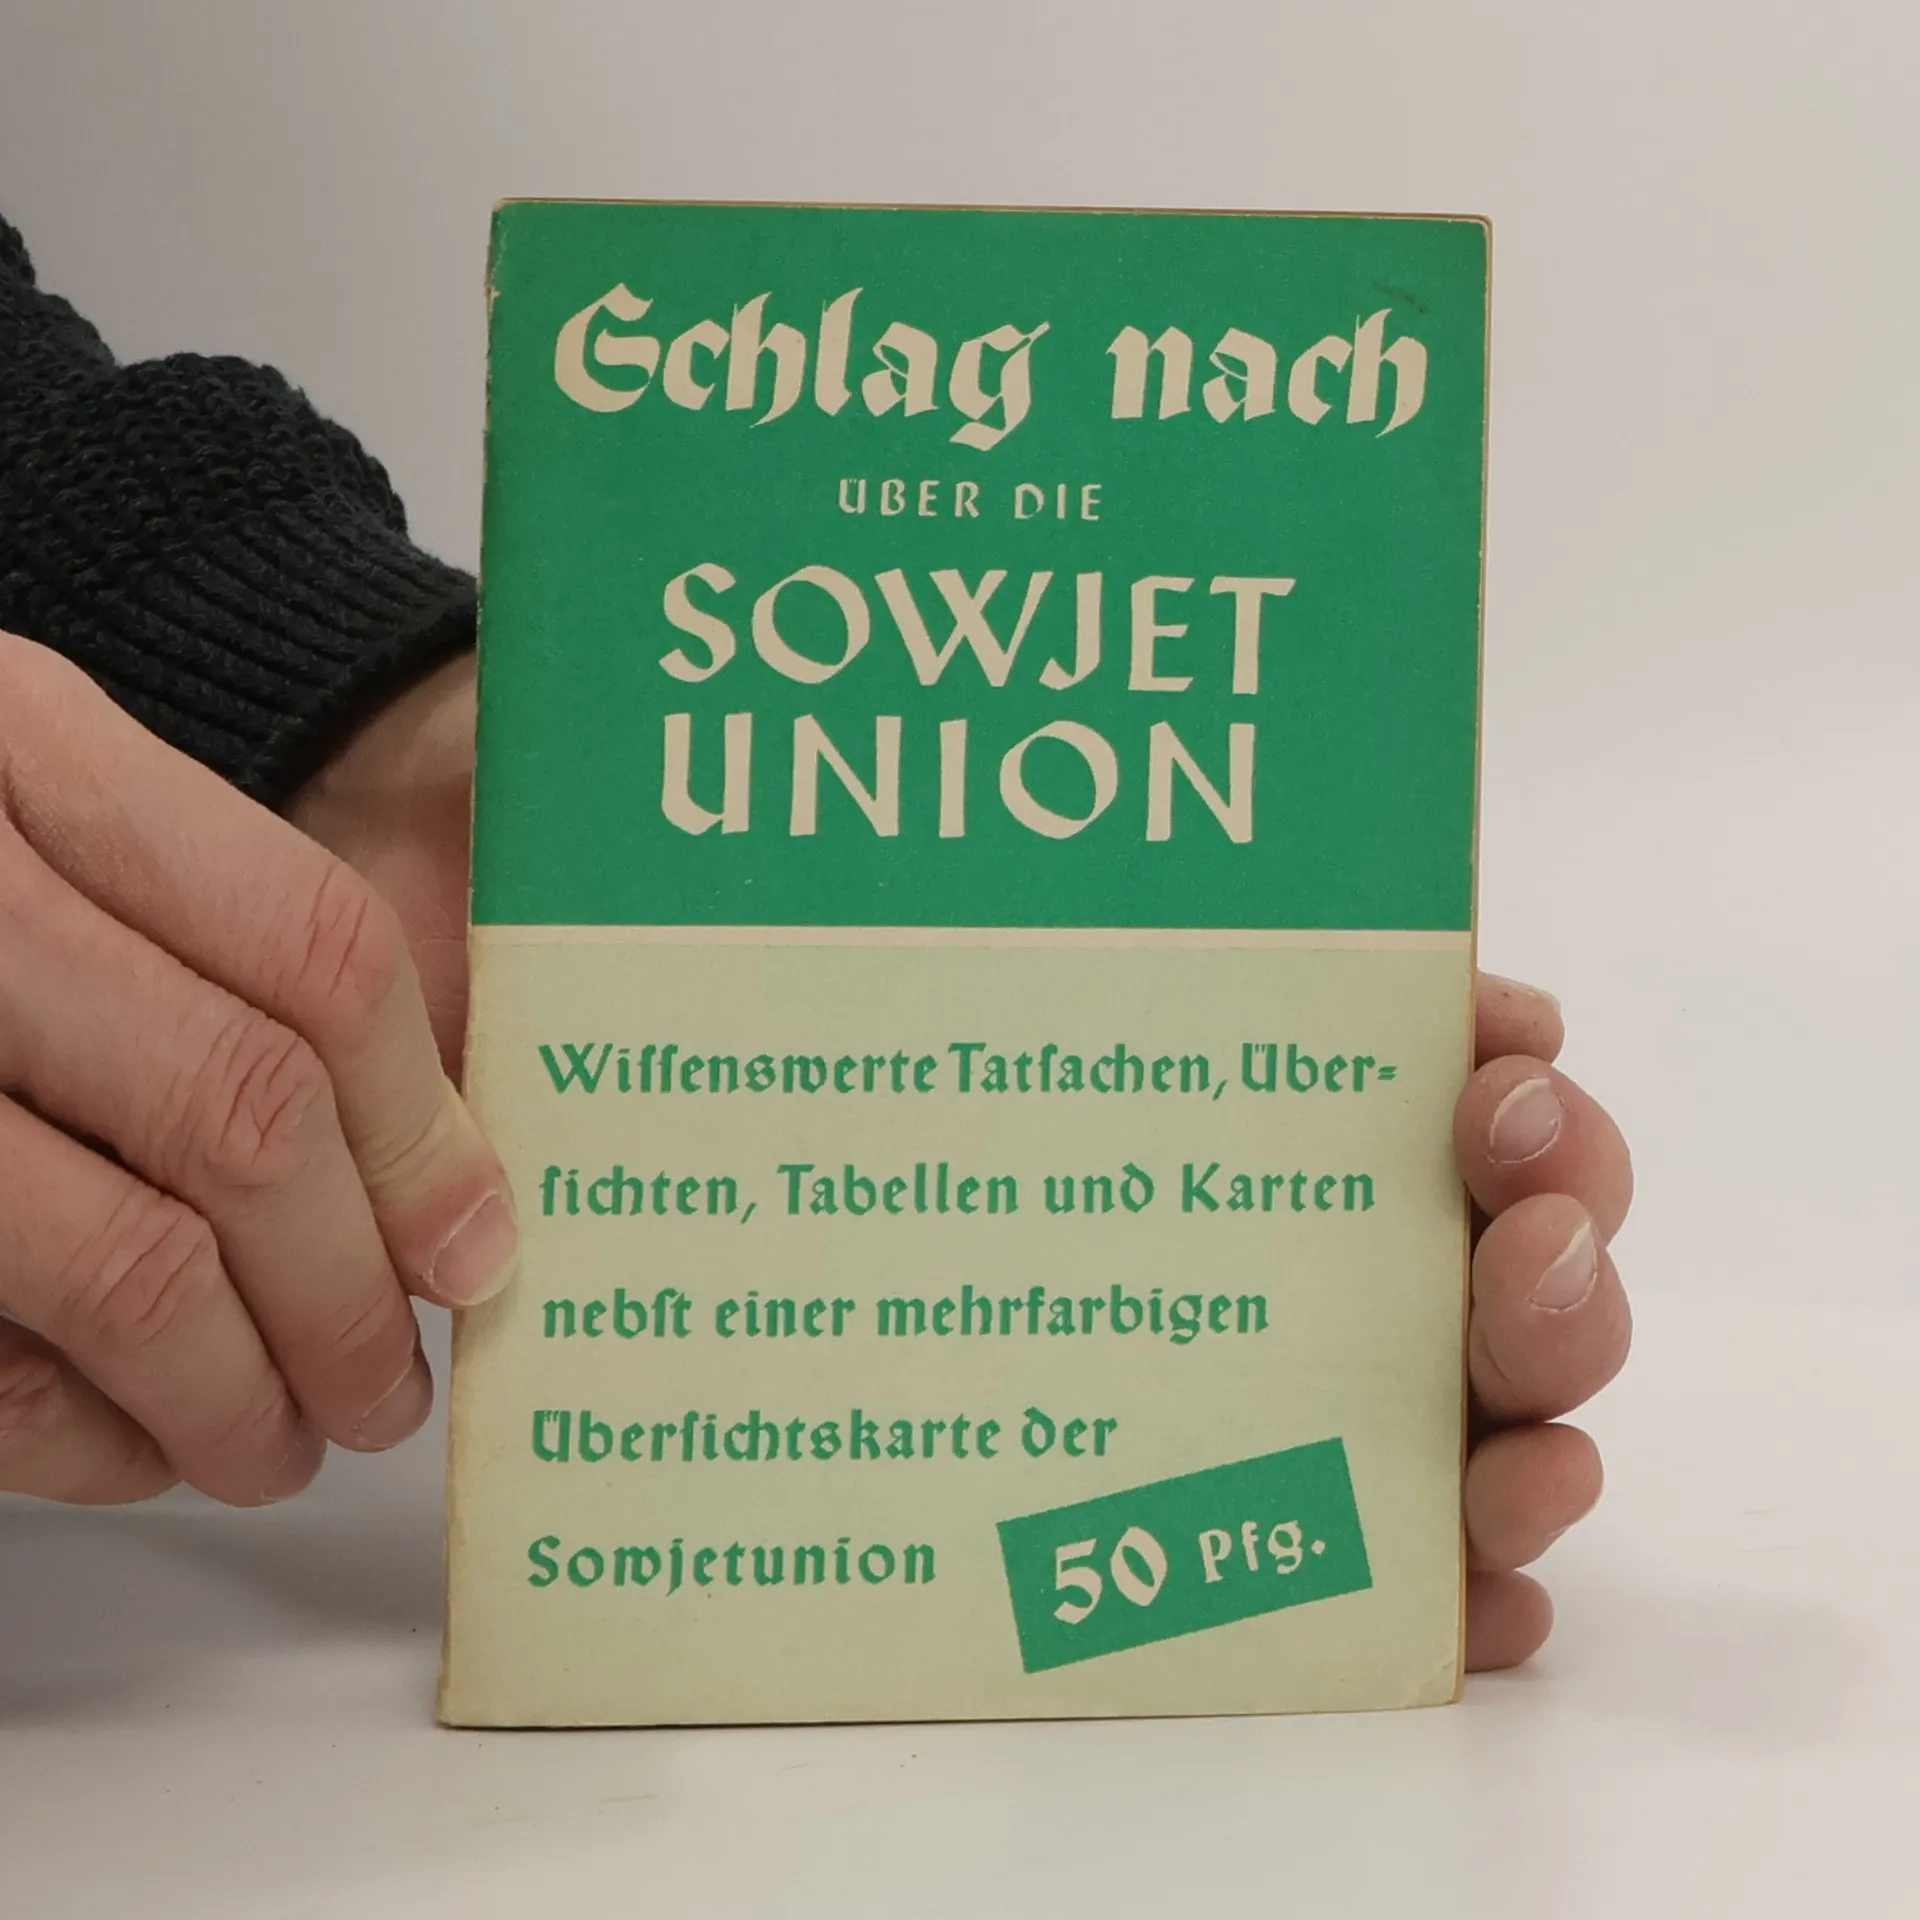 Schlag nach
ÜBER DIE
SOWJET
UNION
Wiſſenswerte Tatſachen, Über=
ſichten, Tabellen und Karten
nebſt einer mehrfarbigen
Überſichtskarte der
Sowjetunion
50 Pfg.